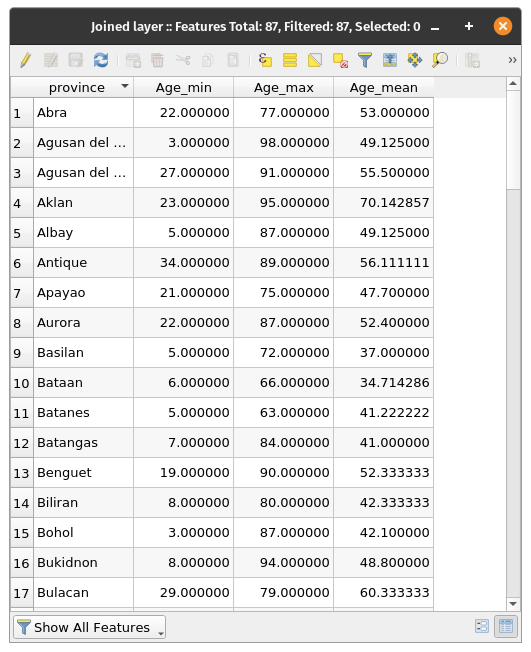 Joined layer :: Features Total: 87, Filtered: 87, Selected: 0
province Age_min Age_max Age_mean
1 Abra 22.000000 77.000000 53.000000
2 Agusan del ... 3.000000 98.000000 49.125000
3 Agusan del ... 27.000000 91.000000 55.500000
4 Aklan 23.000000 95.000000 70.142857
5 Albay 5.000000 87.000000 49.125000
6 Antique 34.000000 89.000000 56.111111
7 Apayao 21.000000 75.000000 47.700000
8 Aurora 22.000000 87.000000 52.400000
9 Basilan 5.000000 72.000000 37.000000
10 Bataan 6.000000 66.000000 34.714286
11 Batanes 5.000000 63.000000 41.222222
12 Batangas 7.000000 84.000000 41.000000
13 Benguet 19.000000 90.000000 52.333333
14 Biliran 8.000000 80.000000 42.333333
15 Bohol 3.000000 87.000000 42.100000
16 Bukidnon 8.000000 94.000000 48.800000
17 Bulacan 29.000000 79.000000 60.333333
Show All Features